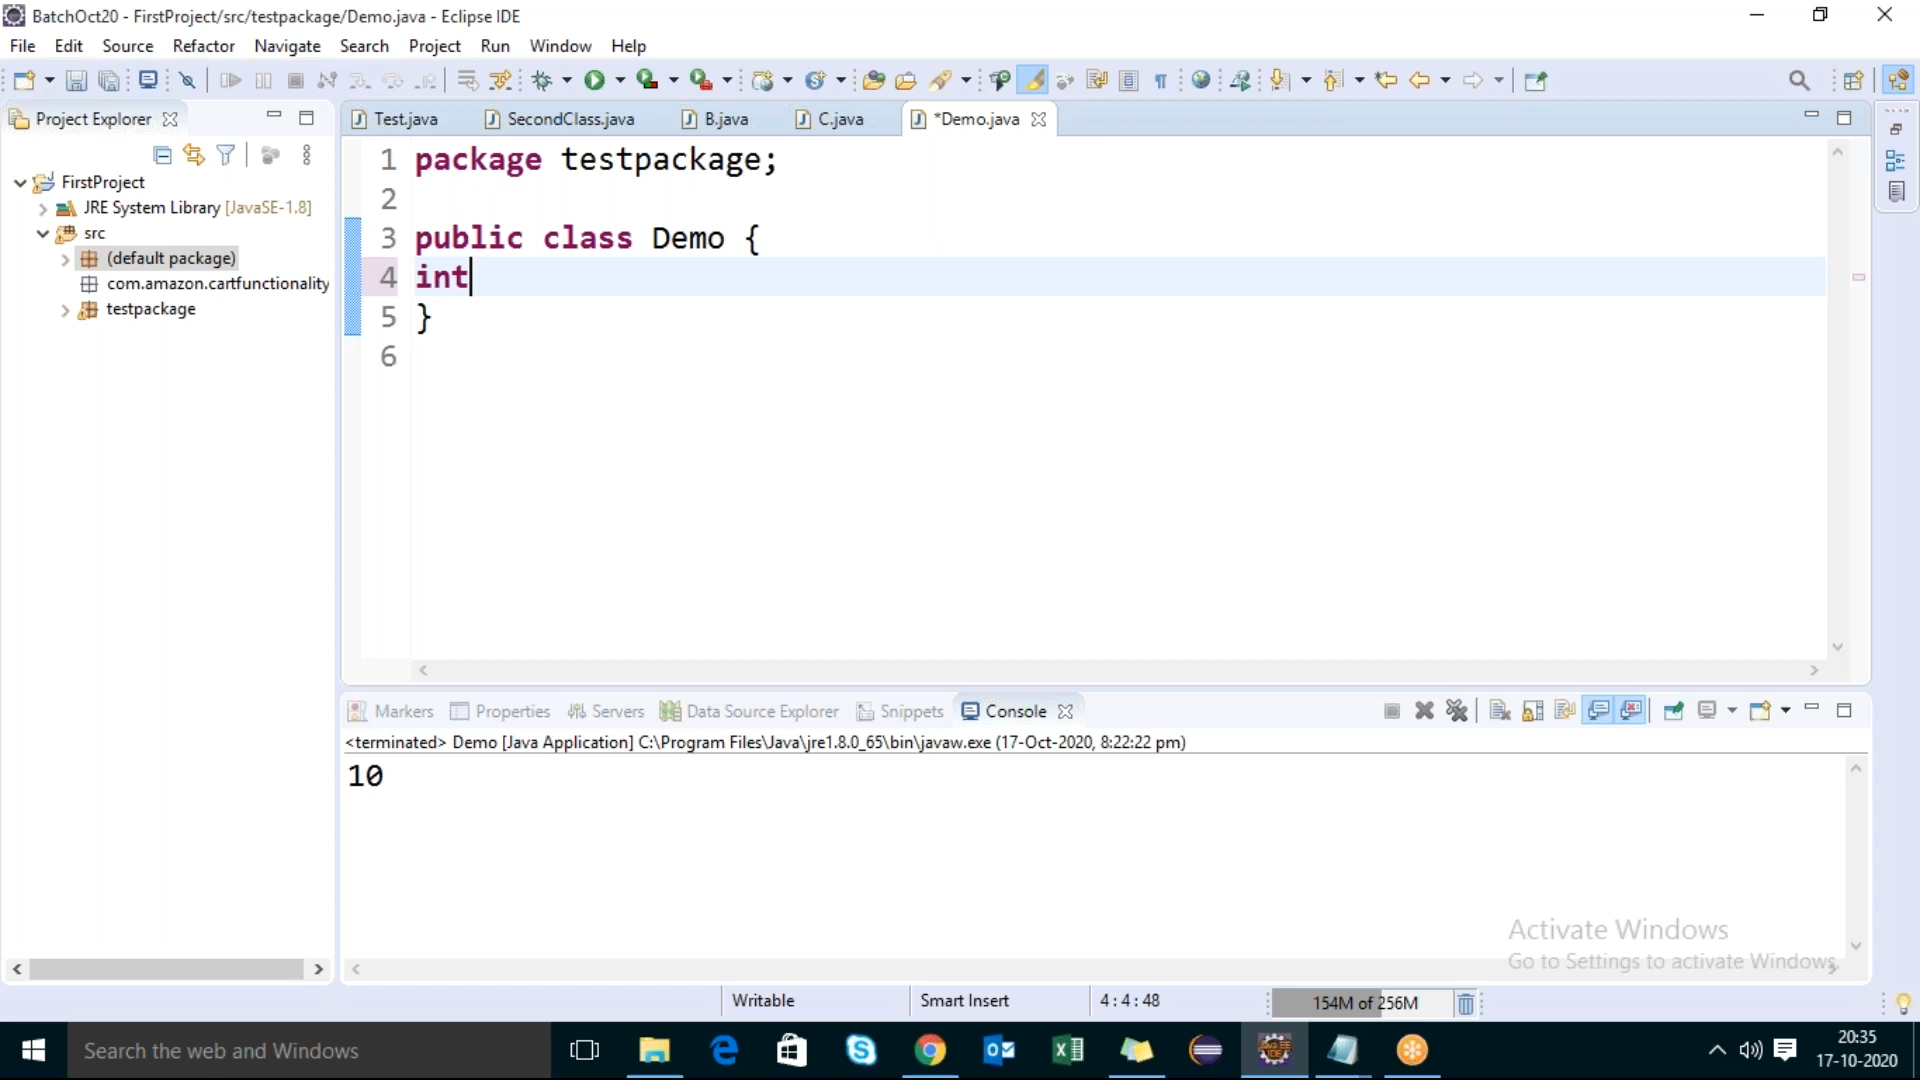 BatchOct20 - FirstProject/src/testpackage/Demo.java - Eclipse IDE
File Edit Source Refactor Navigate Search Project Run Window Help
Project Explorer
FirstProject
JRE System Library [JavaSE-1.8]
src
(default package)
com.amazon.cartfunctionality
testpackage
Test.java SecondClass.java B.java C.java *Demo.java
1 package testpackage;
2
3 public class Demo {
4 int
5 }
6
Markers Properties Servers Data Source Explorer Snippets Console
<terminated> Demo [Java Application] C:\Program Files\Java\jre1.8.0_65\bin\javaw.exe (17-Oct-2020, 8:22:22 pm)
10
Activate Windows
Go to Settings to activate Windows.
Writable Smart Insert 4 : 4 : 48 154M of 256M
Search the web and Windows
20:35
17-10-2020